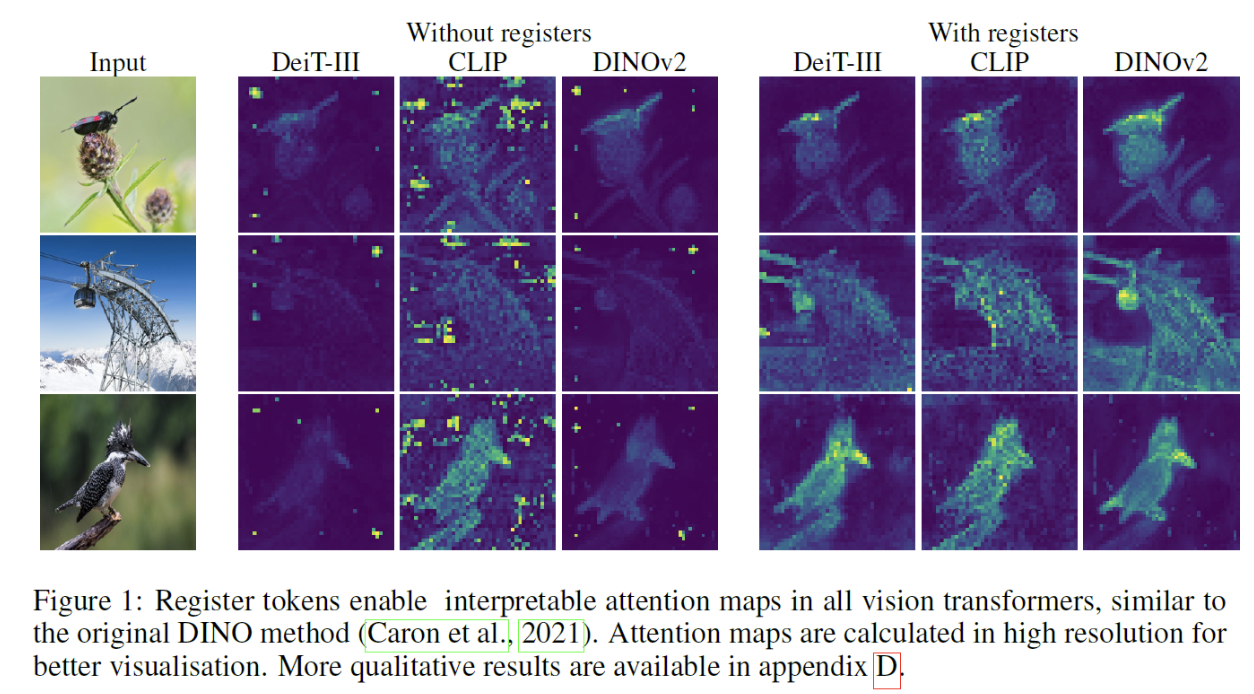 Without registers
With registers
Input
DeiT-III
CLIP
DINOv2
DeiT-III
CLIP
DINOv2
Figure 1: Register tokens enable interpretable attention maps in all vision transformers, similar to
the original DINO method (Caron et al., 2021). Attention maps are calculated in high resolution for
better visualisation. More qualitative results are available in appendix D.